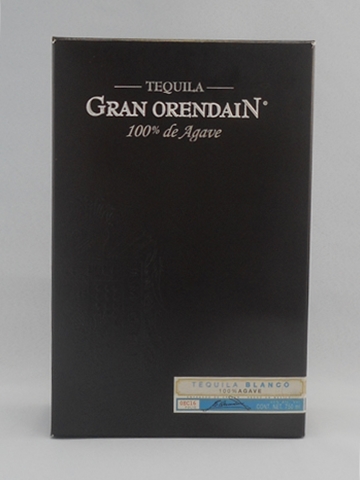 TEQUILA
GRAN ORENDAIN®
100% de Agave
TEQUILA BLANCO
100% AGAVE